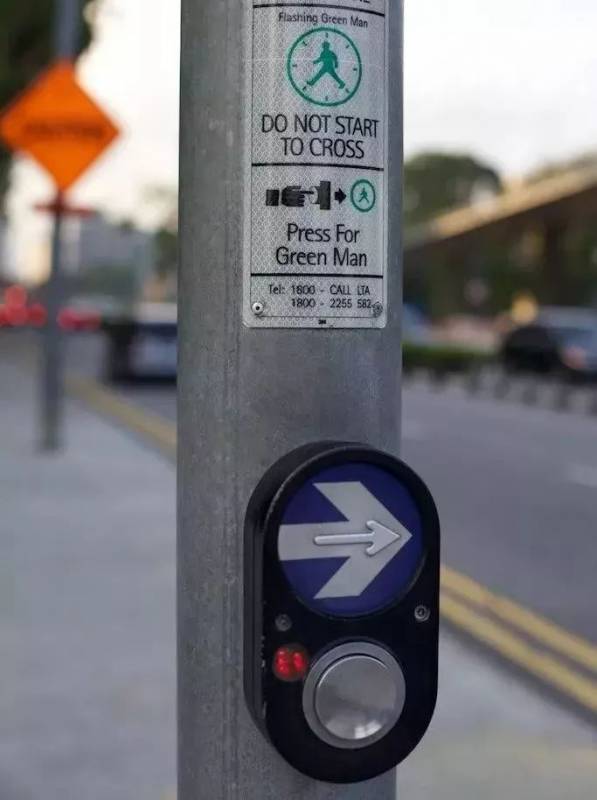 Flashing Green Man
DO NOT START
TO CROSS
Press For
Green Man
Tel: 1800 - CALL LTA
1800 - 2255 582